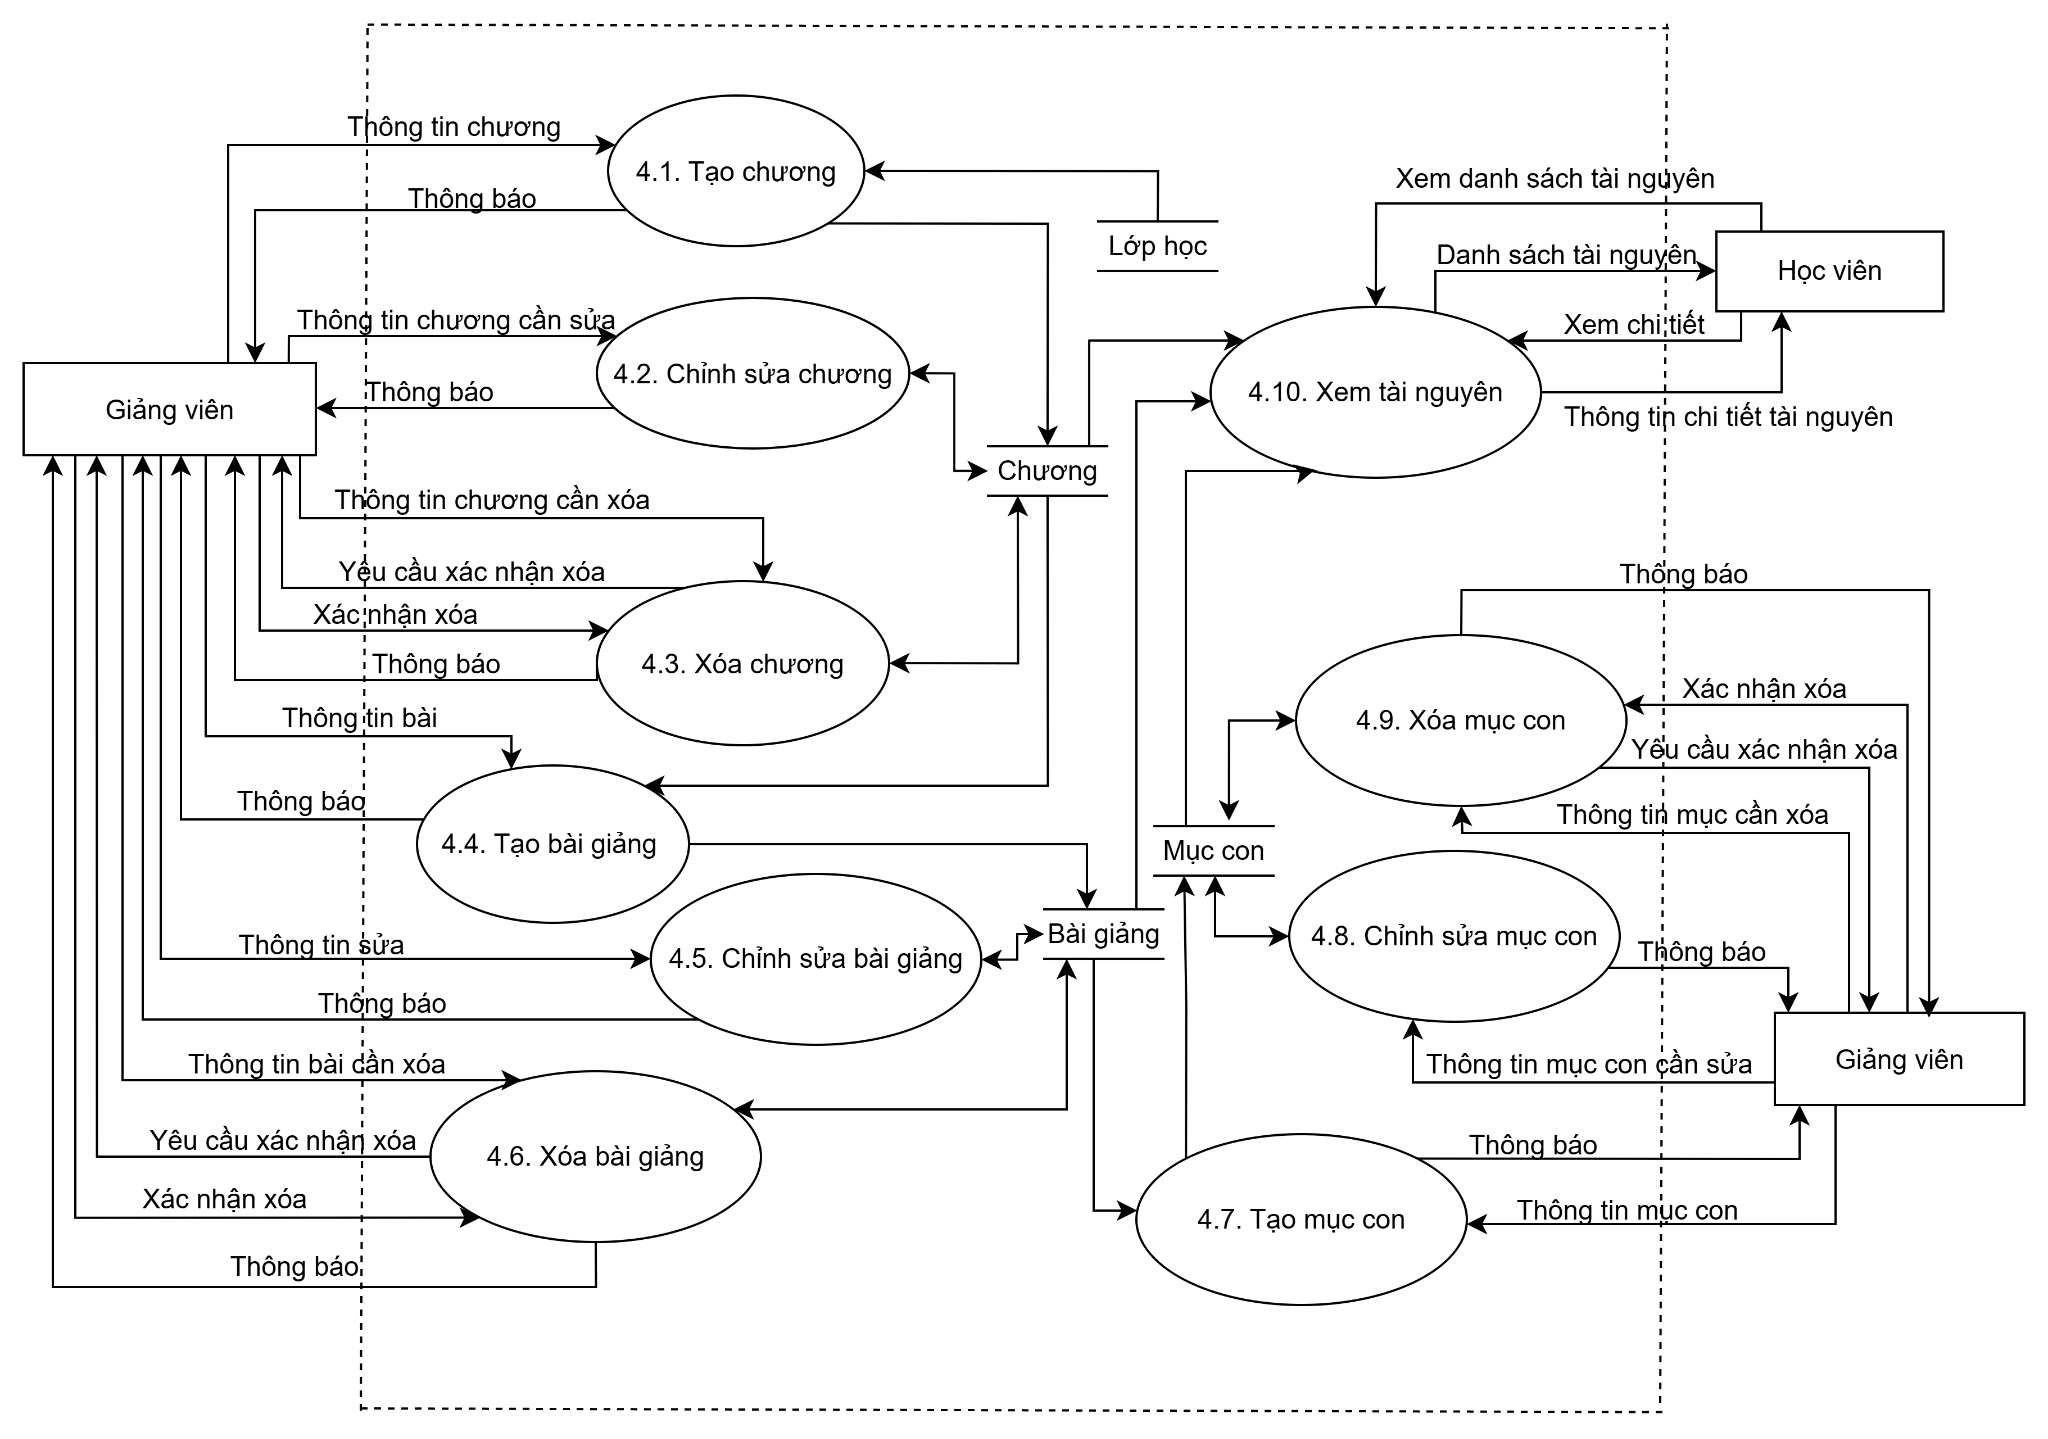 Thông tin chương
4.1. Tạo chương
Thông báo
Lớp học
Xem danh sách tài nguyên
Danh sách tài nguyên
Học viên
Xem chi tiết
4.10. Xem tài nguyên
Thông tin chi tiết tài nguyên
Thông tin chương cần sửa
4.2. Chỉnh sửa chương
Thông báo
Giảng viên
Chương
Thông tin chương cần xóa
Yêu cầu xác nhận xóa
Xác nhận xóa
Thông báo
4.3. Xóa chương
Thông báo
Xác nhận xóa
4.9. Xóa mục con
Yêu cầu xác nhận xóa
Thông tin mục cần xóa
Thông tin bài
Thông báo
4.4. Tạo bài giảng
Mục con
Bài giảng
4.8. Chỉnh sửa mục con
Thông báo
Thông tin sửa
4.5. Chỉnh sửa bài giảng
Thông báo
Giảng viên
Thông tin mục con cần sửa
Thông tin bài cần xóa
Yêu cầu xác nhận xóa
4.6. Xóa bài giảng
Thông báo
Xác nhận xóa
4.7. Tạo mục con
Thông tin mục con
Thông báo